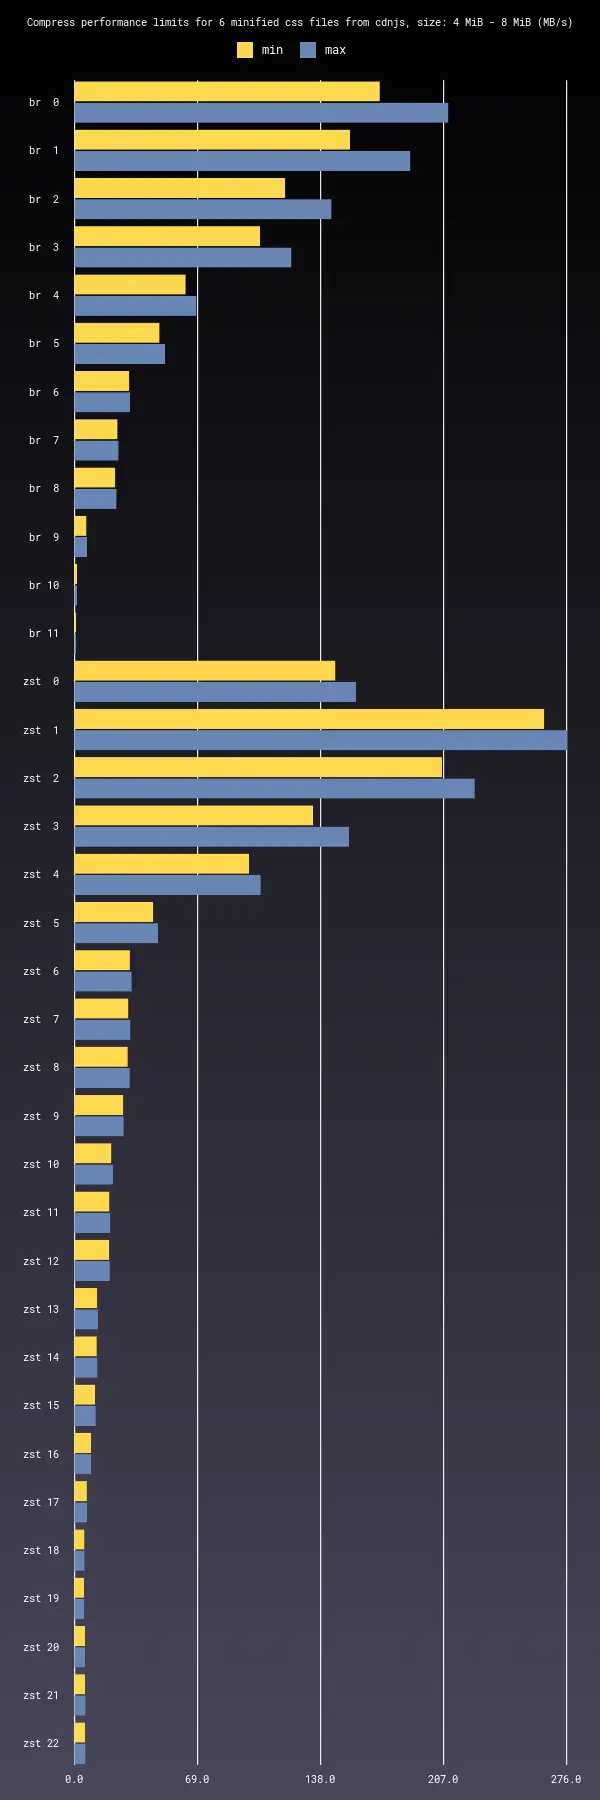 Compress performance limits for 6 minified css files from cdnjs, size: 4 MiB - 8 MiB (MB/s)
min max
br 0
br 1
br 2
br 3
br 4
br 5
br 6
br 7
br 8
br 9
br 10
br 11
zst 0
zst 1
zst 2
zst 3
zst 4
zst 5
zst 6
zst 7
zst 8
zst 9
zst 10
zst 11
zst 12
zst 13
zst 14
zst 15
zst 16
zst 17
zst 18
zst 19
zst 20
zst 21
zst 22
0.0 69.0 138.0 207.0 276.0